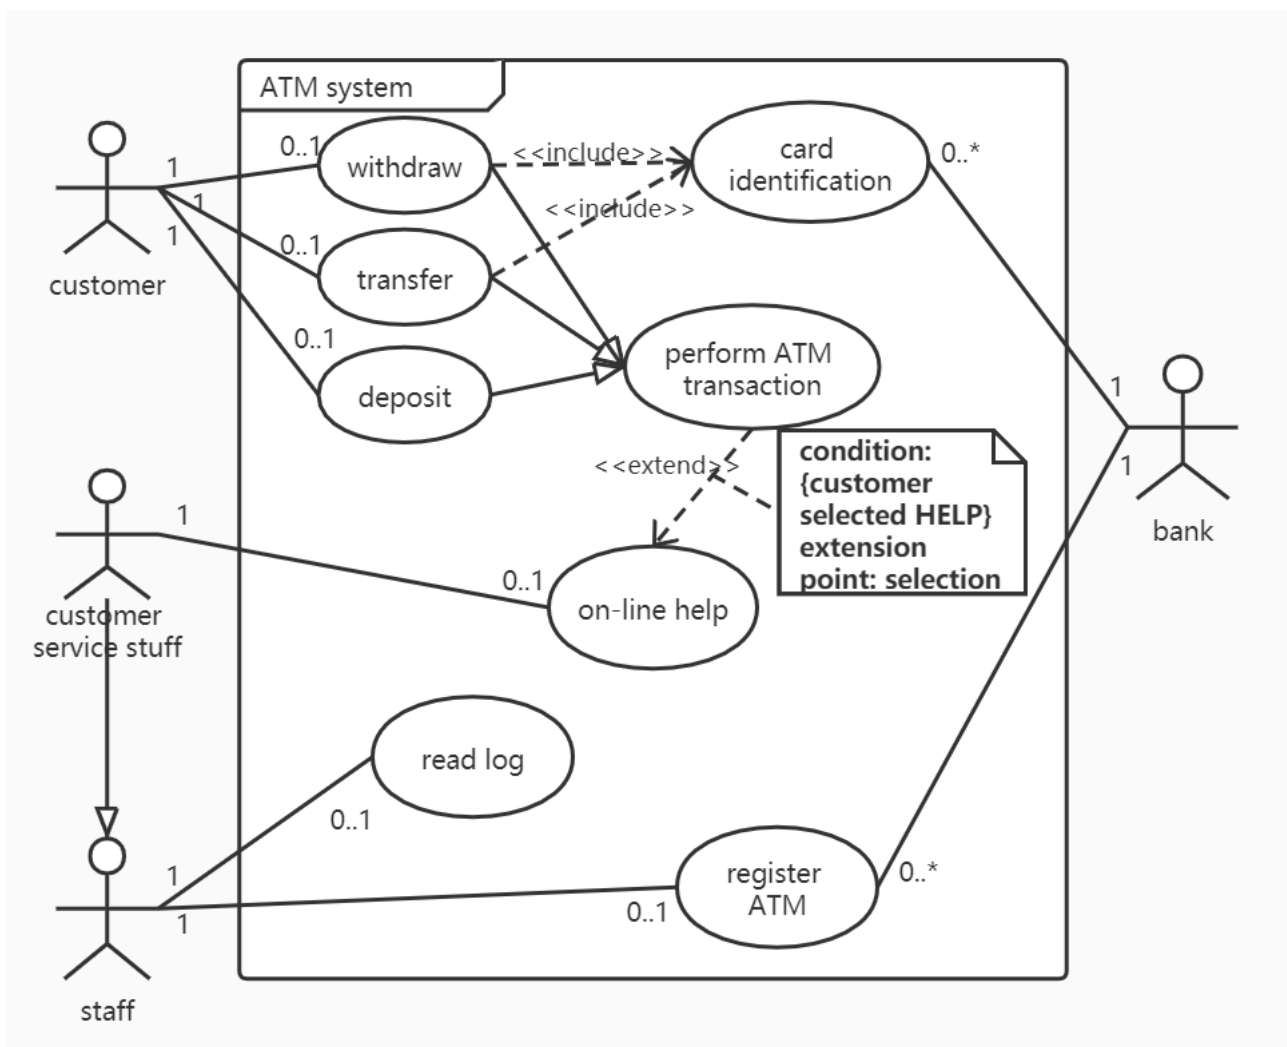 ATM system
1
0..1
withdraw
<<include>>
card
identification
0..*
1
<<include>>
1
0..1
transfer
customer
0..1
deposit
perform ATM
transaction
1
1
bank
<<extend>>
condition:
{customer
selected HELP}
extension
point: selection
1
0..1
on-line help
customer
service stuff
read log
0..1
1
1
0..1
register
ATM
0..*
staff